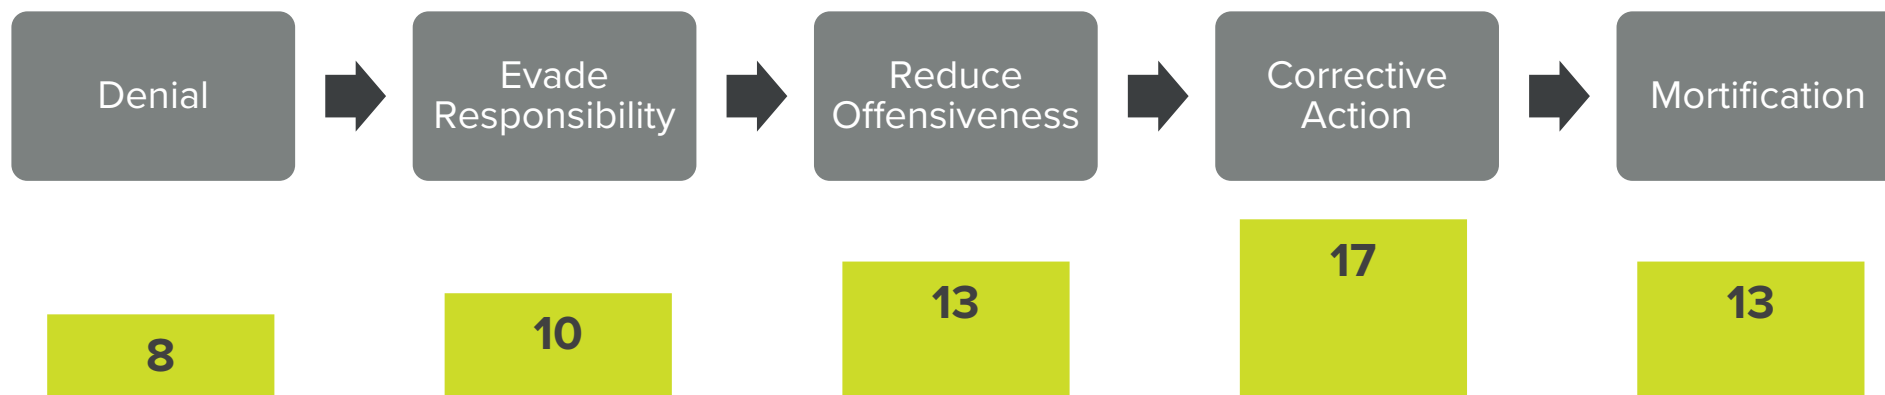 Denial
Evade
Responsibility
Reduce
Offensiveness
Corrective
Action
Mortification
8
10
13
17
13